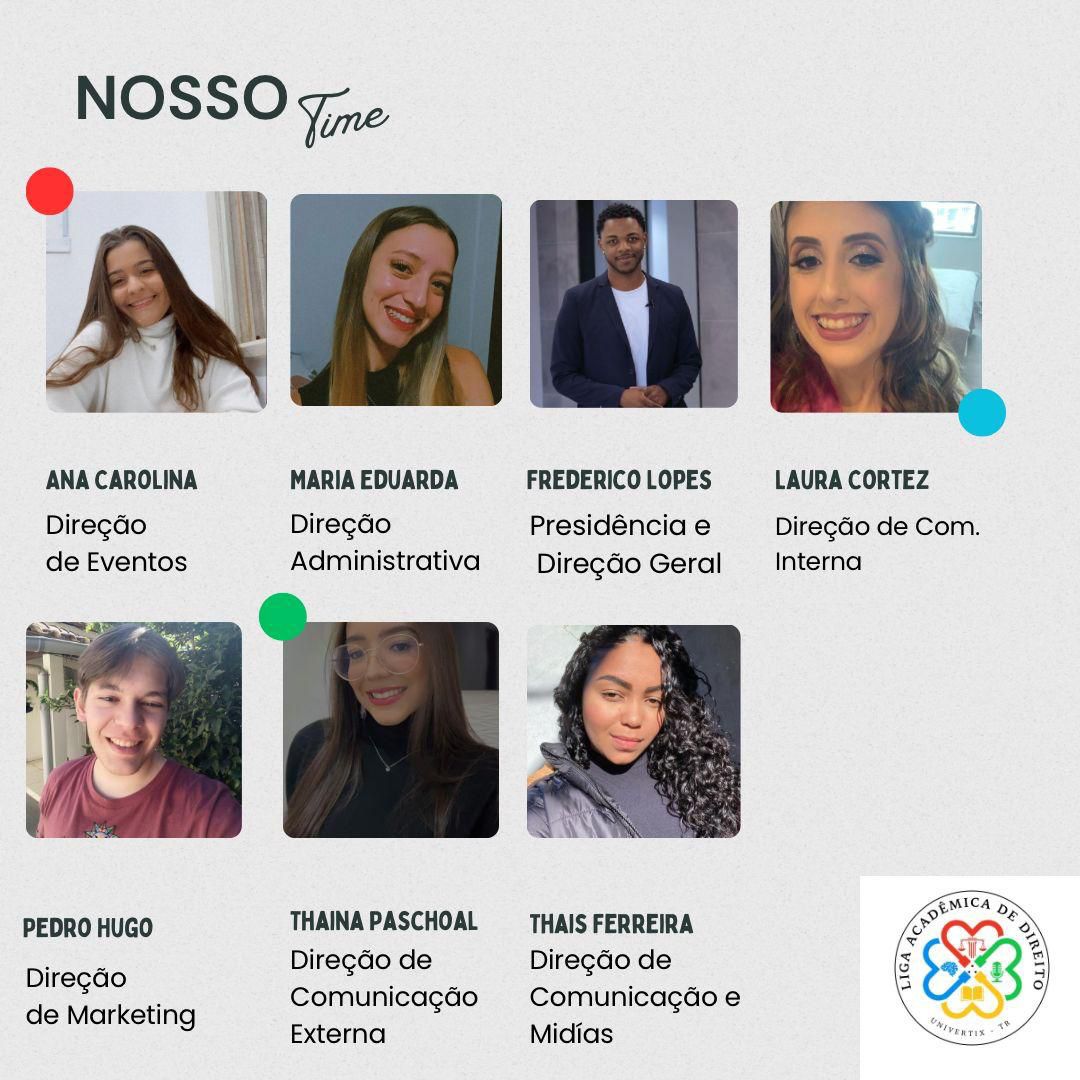 NOSSO Time
ANA CAROLINA
Direção
de Eventos
MARIA EDUARDA
Direção
Administrativa
FREDERICO LOPES
Presidência e
Direção Geral
LAURA CORTEZ
Direção de Com.
Interna
PEDRO HUGO
Direção
de Marketing
THAINA PASCHOAL
Direção de
Comunicação
Externa
THAIS FERREIRA
Direção de
Comunicação e
Midías
LIGA ACADÊMICA DE DIREITO
UNIVERTIX - TR